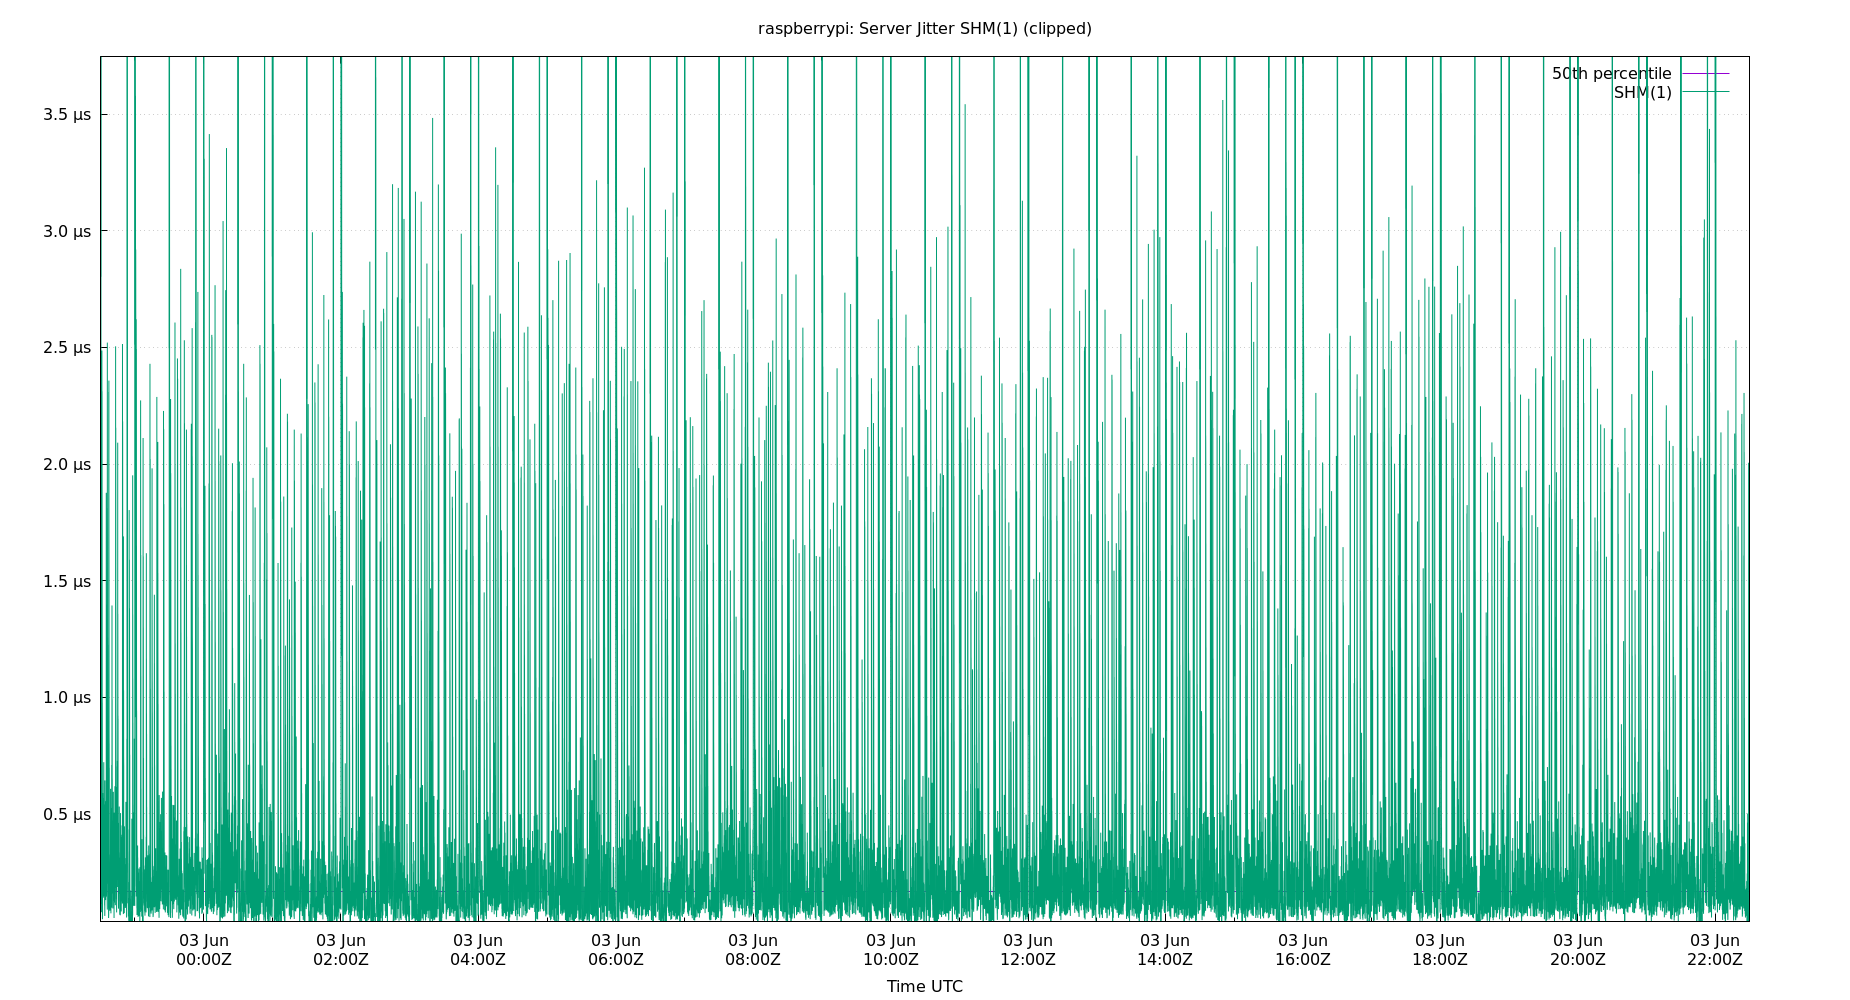 raspberrypi: Server Jitter SHM(1) (clipped)
50th percentile
SHM(1)
3.5 µs
3.0 µs
2.5 µs
2.0 µs
1.5 µs
1.0 µs
0.5 µs
03 Jun 03 Jun 03 Jun 03 Jun 03 Jun 03 Jun 03 Jun 03 Jun 03 Jun 03 Jun 03 Jun 03 Jun
00:00Z 02:00Z 04:00Z 06:00Z 08:00Z 10:00Z 12:00Z 14:00Z 16:00Z 18:00Z 20:00Z 22:00Z
Time UTC